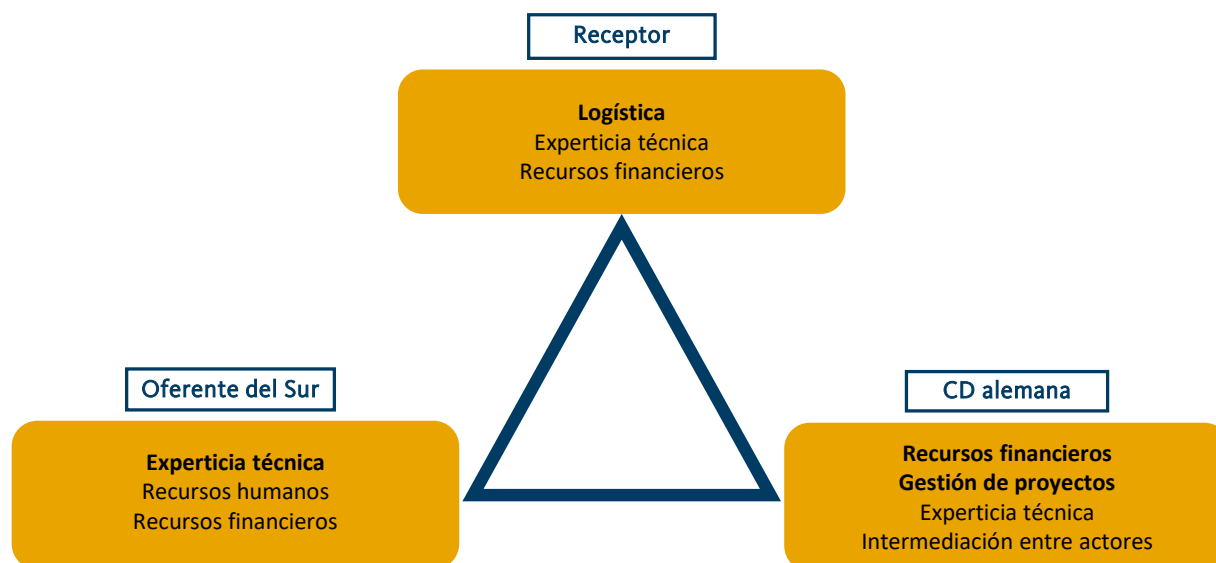 Receptor
Logística
Experticia técnica
Recursos financieros
Oferente del Sur
Experticia técnica
Recursos humanos
Recursos financieros
CD alemana
Recursos financieros
Gestión de proyectos
Experticia técnica
Intermediación entre actores